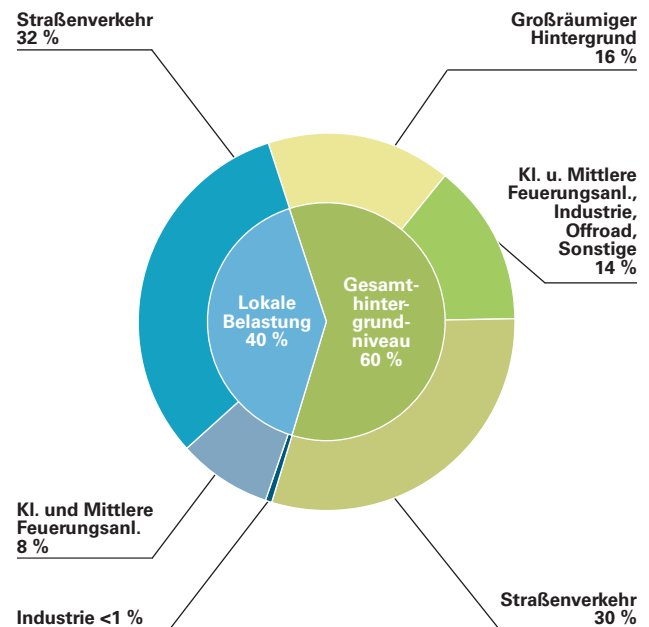 Straßenverkehr
32 %
Großräumiger
Hintergrund
16 %
Kl. u. Mittlere
Feuerungsanl.,
Industrie,
Offroad,
Sonstige
14 %
Lokale
Belastung
40 %
Gesamt-
hinter-
grund-
niveau
60 %
Kl. und Mittlere
Feuerungsanl.
8 %
Industrie <1 %
Straßenverkehr
30 %